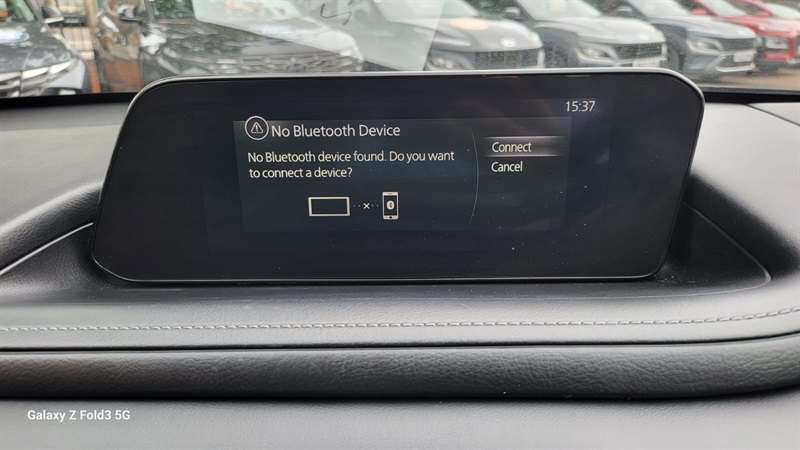 15:37
No Bluetooth Device
No Bluetooth device found. Do you want
to connect a device?
Connect
Cancel
Galaxy Z Fold3 5G